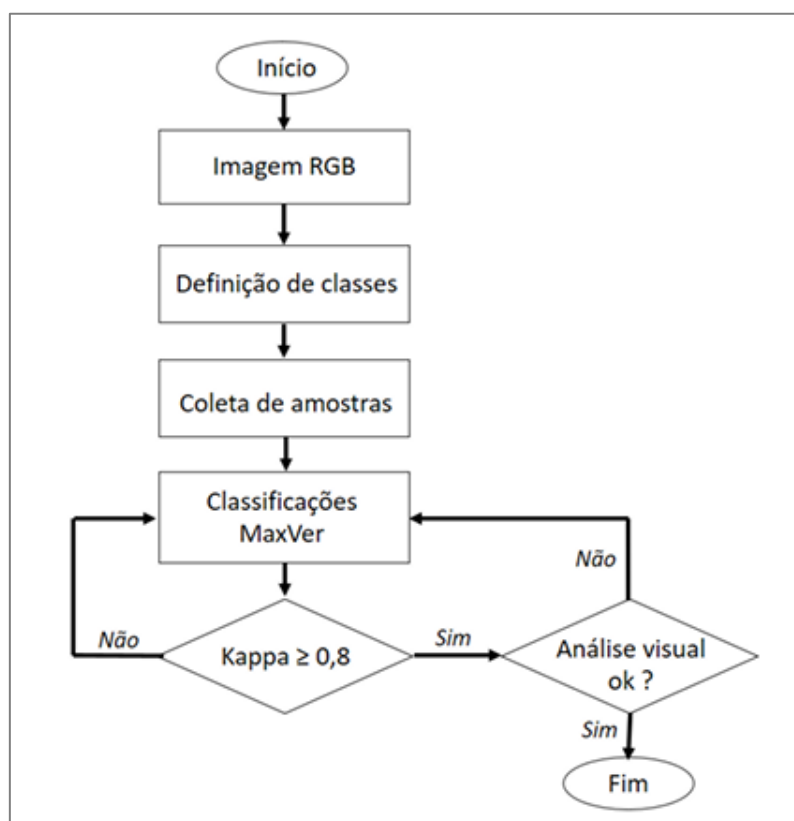 Início
Imagem RGB
Definição de classes
Coleta de amostras
Classificações
MaxVer
Não
Kappa ≥ 0,8
Sim
Não
Análise visual
ok ?
Sim
Fim